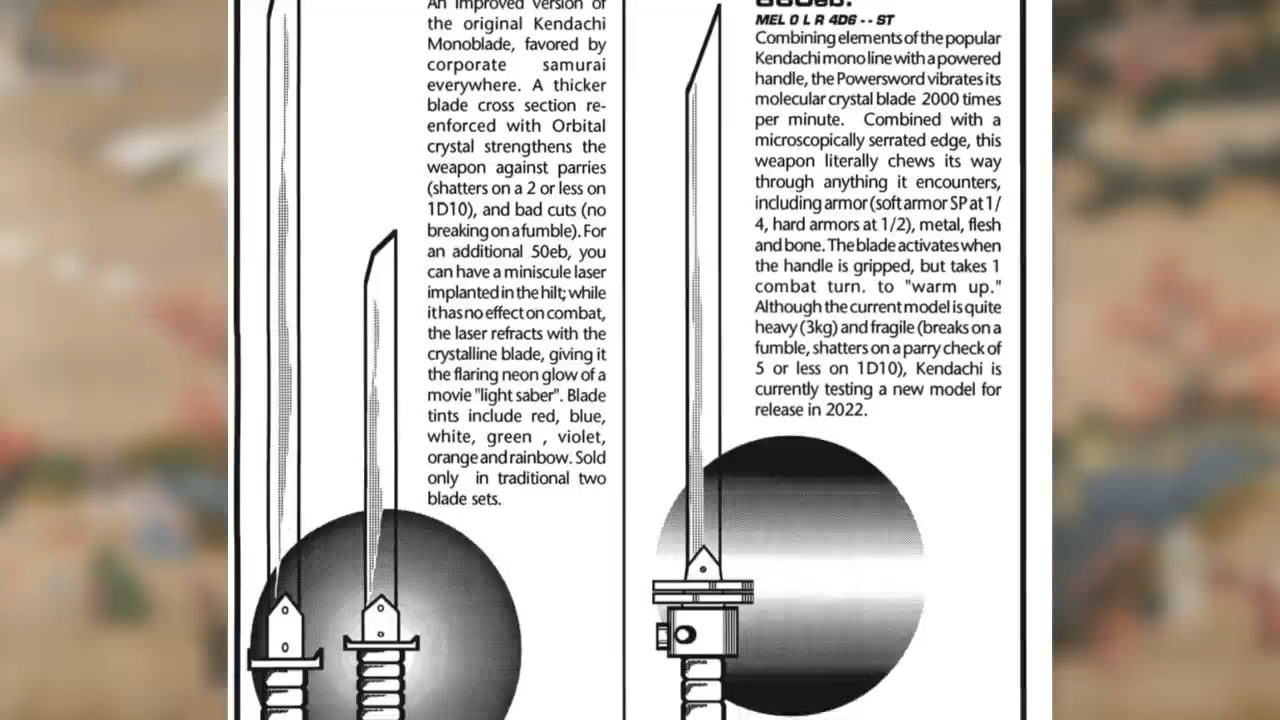 An improved version of
the original Kendachi
Monoblade, favored by
corporate samurai
everywhere. A thicker
blade cross section re-
enforced with Orbital
crystal strengthens the
weapon against parries
(shatters on a 2 or less on
1D10), and bad cuts (no
breaking on a fumble). For
an additional 50eb, you
can have a miniscule laser
implanted in the hilt; while
it has no effect on combat,
the laser refracts with the
crystalline blade, giving it
the flaring neon glow of a
movie "light saber". Blade
tints include red, blue,
white, green , violet,
orange and rainbow. Sold
only in traditional two
blade sets.
MEL 0 L R 4D6 - - ST
Combining elements of the popular
Kendachi mono line with a powered
handle, the Powersword vibrates its
molecular crystal blade 2000 times
per minute. Combined with a
microscopically serrated edge, this
weapon literally chews its way
through anything it encounters,
including armor (soft armor SP at 1/
4, hard armors at 1/2), metal, flesh
and bone. The blade activates when
the handle is gripped, but takes 1
combat turn. to "warm up."
Although the current model is quite
heavy (3kg) and fragile (breaks on a
fumble, shatters on a parry check of
5 or less on 1D10), Kendachi is
currently testing a new model for
release in 2022.